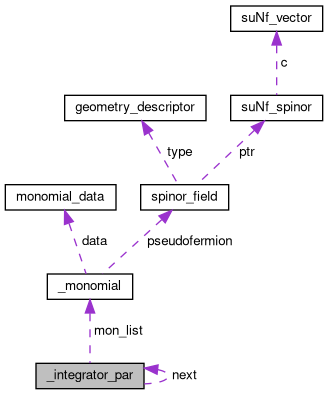 suNf_vector
c
geometry_descriptor
suNf_spinor
type
ptr
monomial_data
spinor_field
data
pseudofermion
_monomial
mon_list
_integrator_par
next